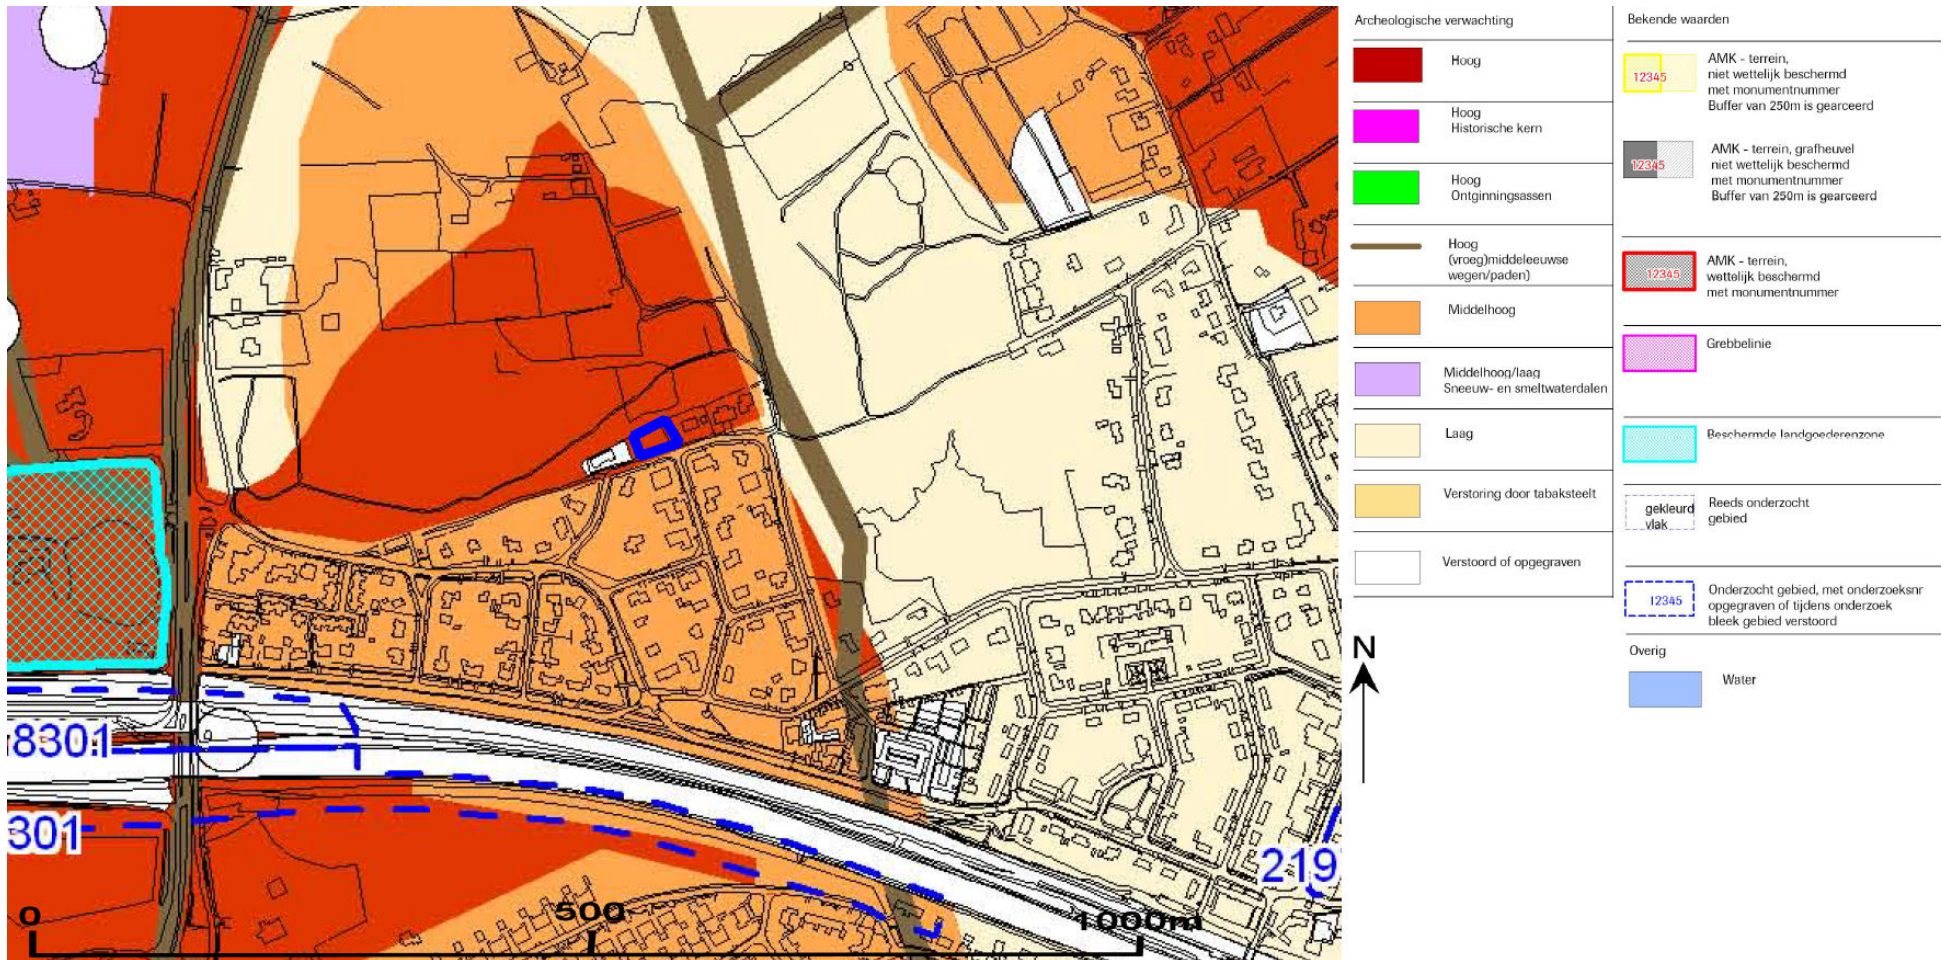 8301
301
219
0
500
1000m
Archeologische verwachting
Hoog
Hoog
Historische kern
Hoog
Ontginningsassen
Hoog
(vroeg)middeleeuwse
wegen/paden)
Middelhoog
Middelhoog/laag
Sneeuw- en smeltwaterdalen
Laag
Verstoring door tabaksteelt
Verstoord of opgegraven
N
Bekende waarden
12345
AMK - terrein,
niet wettelijk beschermd
met monumentnummer
Buffer van 250m is gearceerd
12345
AMK - terrein, grafheuvel
niet wettelijk beschermd
met monumentnummer
Buffer van 250m is gearceerd
12345
AMK - terrein,
wettelijk beschermd
met monumentnummer
Grebbelinie
Beschermde landgoederenzone
gekleurd
vlak
Reeds onderzocht
gebied
12345
Onderzocht gebied, met onderzoeksnr
opgegraven of tijdens onderzoek
bleek gebied verstoord
Overig
Water